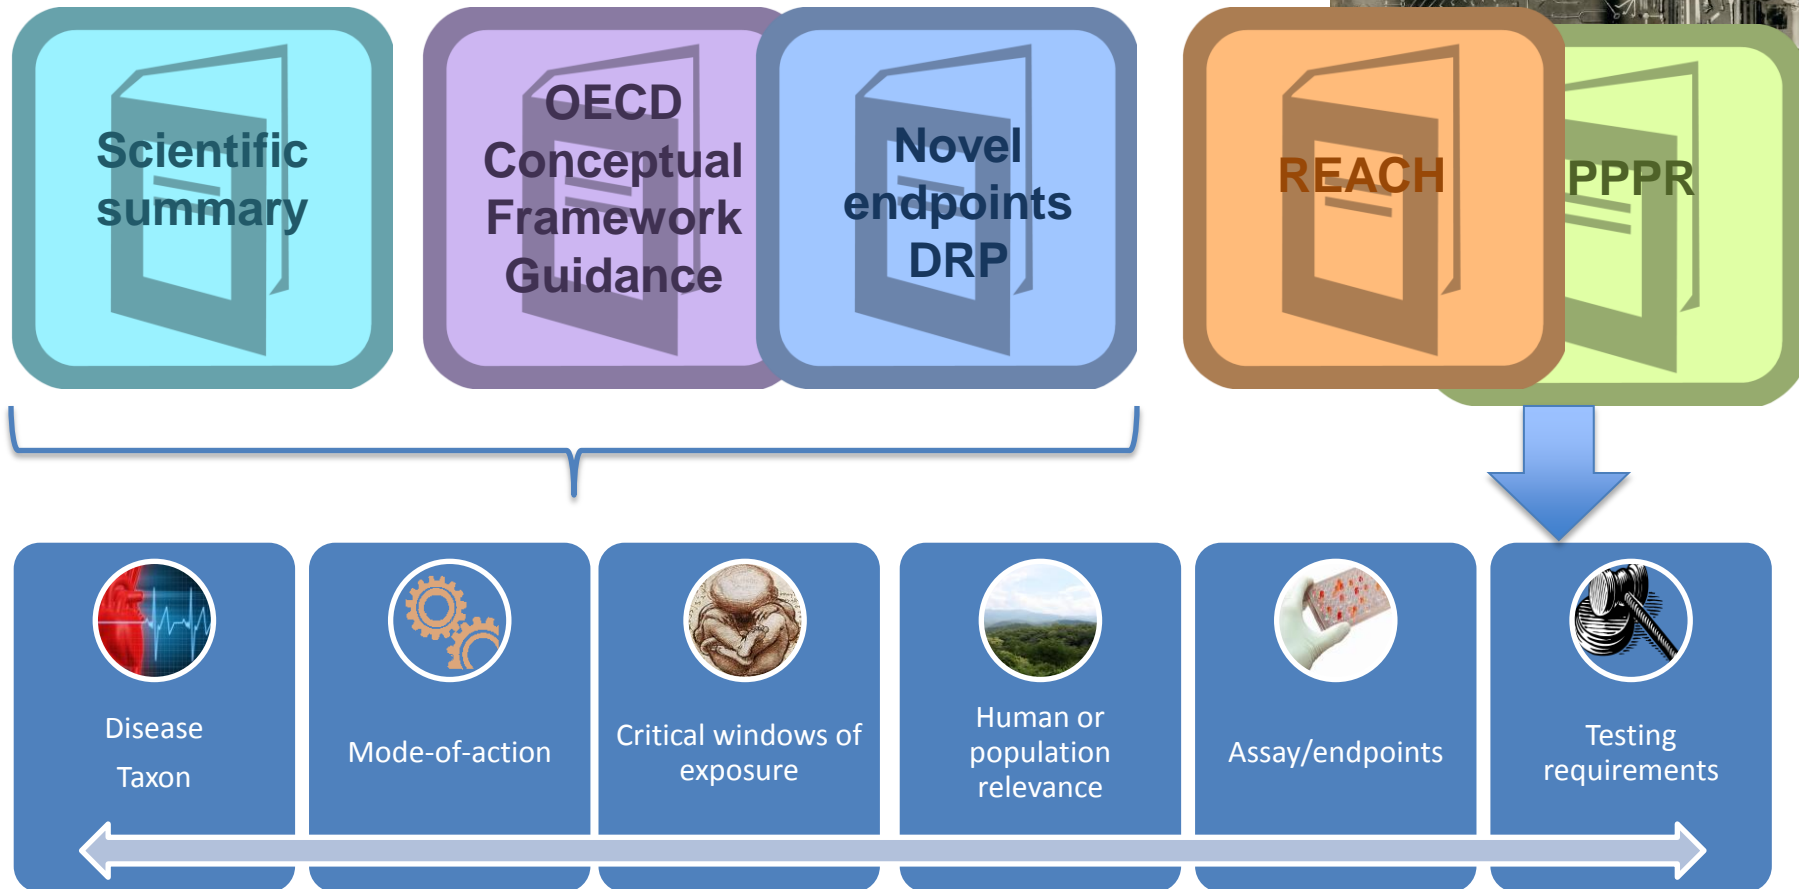 Scientific
summary
OECD
Conceptual
Framework
Guidance
Novel
endpoints
DRP
REACH
PPPR
Disease
Taxon
Mode-of-action
Critical windows of
exposure
Human or
population
relevance
Assay/endpoints
Testing
requirements